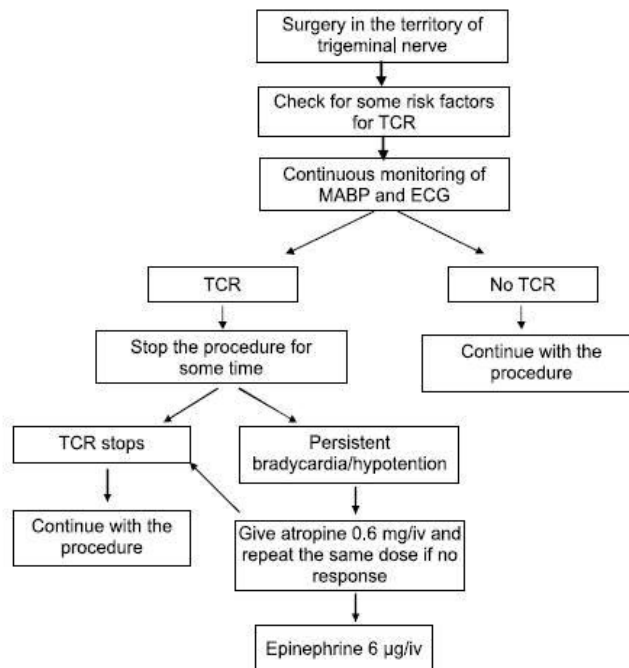 Surgery in the territory of
trigeminal nerve
Check for some risk factors
for TCR
Continuous monitoring of
MABP and ECG
TCR
No TCR
Stop the procedure for
some time
Continue with the
procedure
TCR stops
Persistent
bradycardia/hypotention
Continue with the
procedure
Give atropine 0,6 mg/iv and
repeat the same dose if no
response
Epinephrine 6 μg/iv